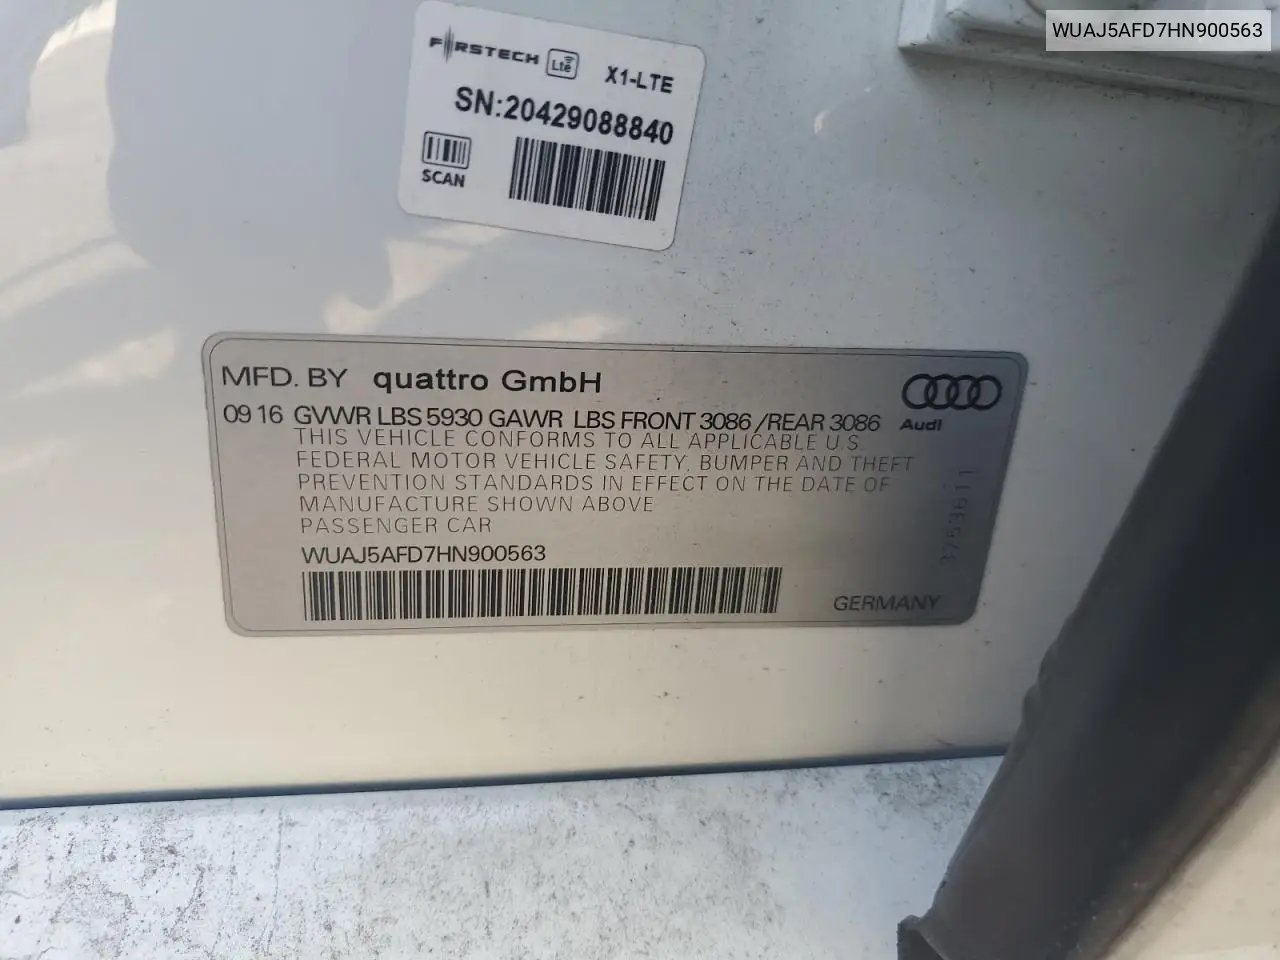 WUAJ5AFD7HN900563
FIRSTECH LTE X1-LTE
SN:20429088840
SCAN
MFD. BY quattro GmbH
09 16 GVWR LBS 5930 GAWR LBS FRONT 3086 /REAR 3086 Audi
THIS VEHICLE CONFORMS TO ALL APPLICABLE U.S
FEDERAL MOTOR VEHICLE SAFETY, BUMPER AND THEFT
PREVENTION STANDARDS IN EFFECT ON THE DATE OF
MANUFACTURE SHOWN ABOVE
PASSENGER CAR
WUAJ5AFD7HN900563
GERMANY